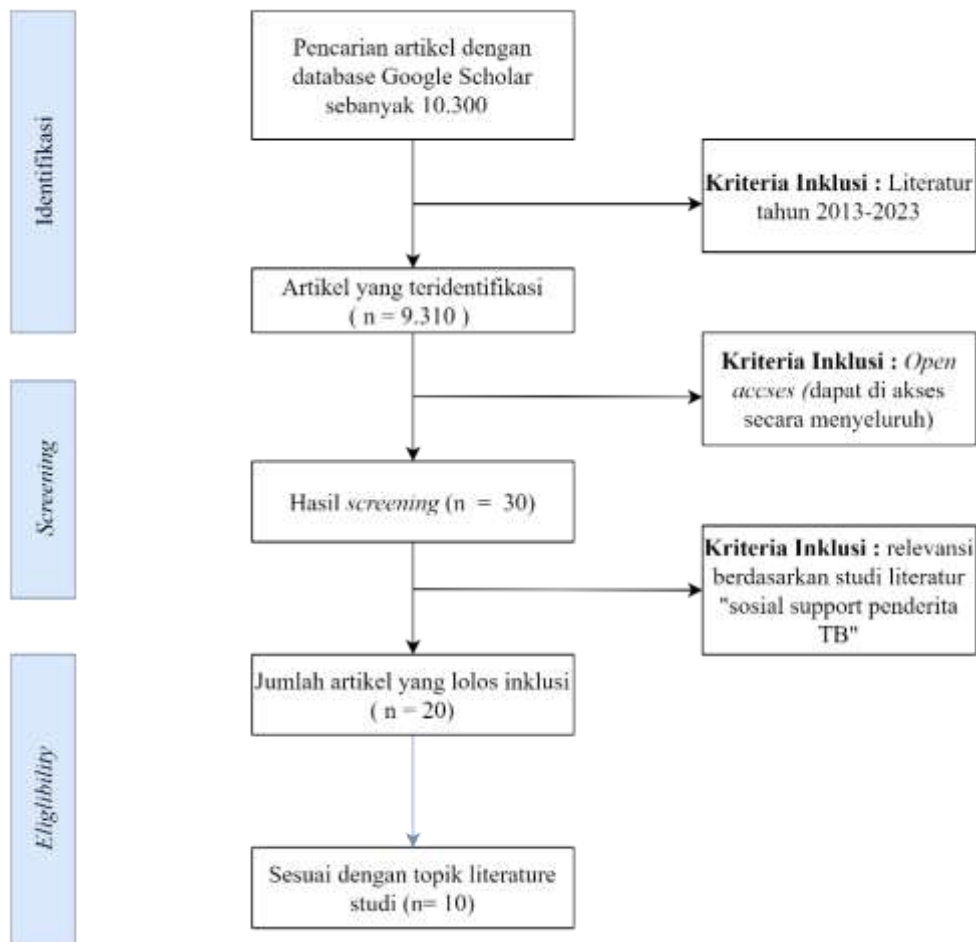 Identifikasi
Pencarian artikel dengan
database Google Scholar
sebanyak 10.300
Kriteria Inklusi : Literatur
tahun 2013-2023
Artikel yang teridentifikasi
( n = 9.310 )
Screening
Kriteria Inklusi : Open
accses (dapat di akses
secara menyeluruh)
Hasil screening (n = 30)
Kriteria Inklusi : relevansi
berdasarkan studi literatur
"sosial support penderita
TB"
Eliglibility
Jumlah artikel yang lolos inklusi
( n = 20)
Sesuai dengan topik literature
studi (n= 10)